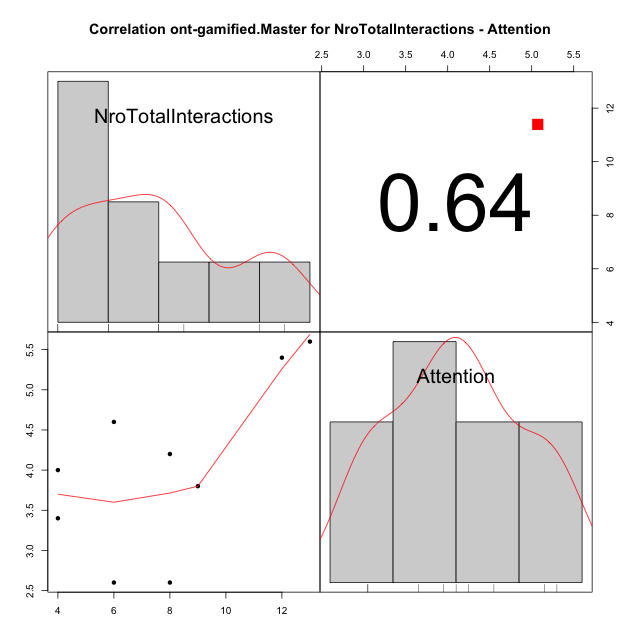 Correlation ont-gamified.Master for NroTotalInteractions - Attention
2.5 3.0 3.5 4.0 4.5 5.0 5.5
NroTotalInteractions
0.64
12
10
8
6
4
5.5
5.0
4.5
4.0
3.5
3.0
2.5
Attention
4 6 8 10 12